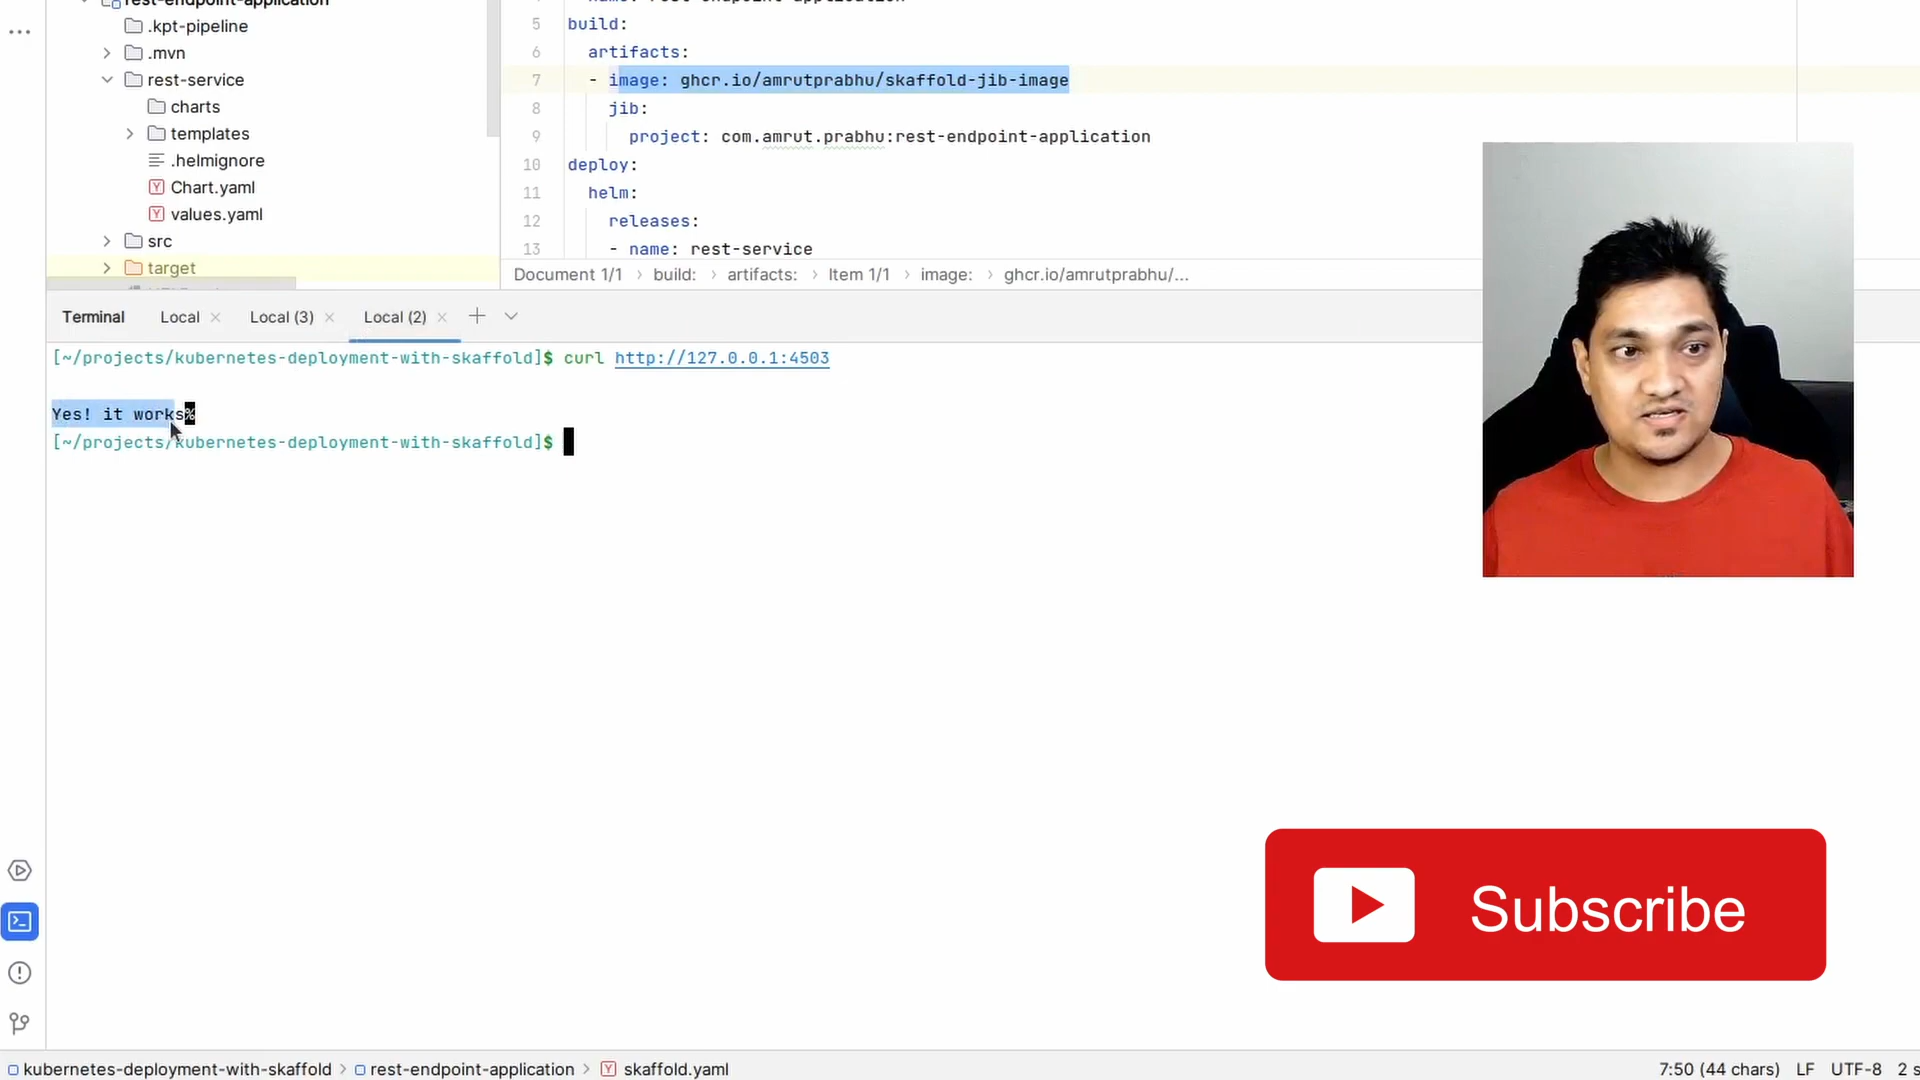 rest-endpoint-application
.kpt-pipeline
.mvn
rest-service
charts
templates
.helmignore
Chart.yaml
values.yaml
src
target
5 build:
6 artifacts:
7 - image: ghcr.io/amrutprabhu/skaffold-jib-image
8 jib:
9 project: com.amrut.prabhu:rest-endpoint-application
10 deploy:
11 helm:
12 releases:
13 - name: rest-service
Document 1/1 › build: › artifacts: › Item 1/1 › image: › ghcr.io/amrutprabhu/...
Terminal Local × Local (3) × Local (2) × +
[~/projects/kubernetes-deployment-with-skaffold]$ curl http://127.0.0.1:4503
Yes! it works%
[~/projects/kubernetes-deployment-with-skaffold]$
Subscribe
kubernetes-deployment-with-skaffold › rest-endpoint-application › skaffold.yaml
7:50 (44 chars) LF UTF-8 2 s